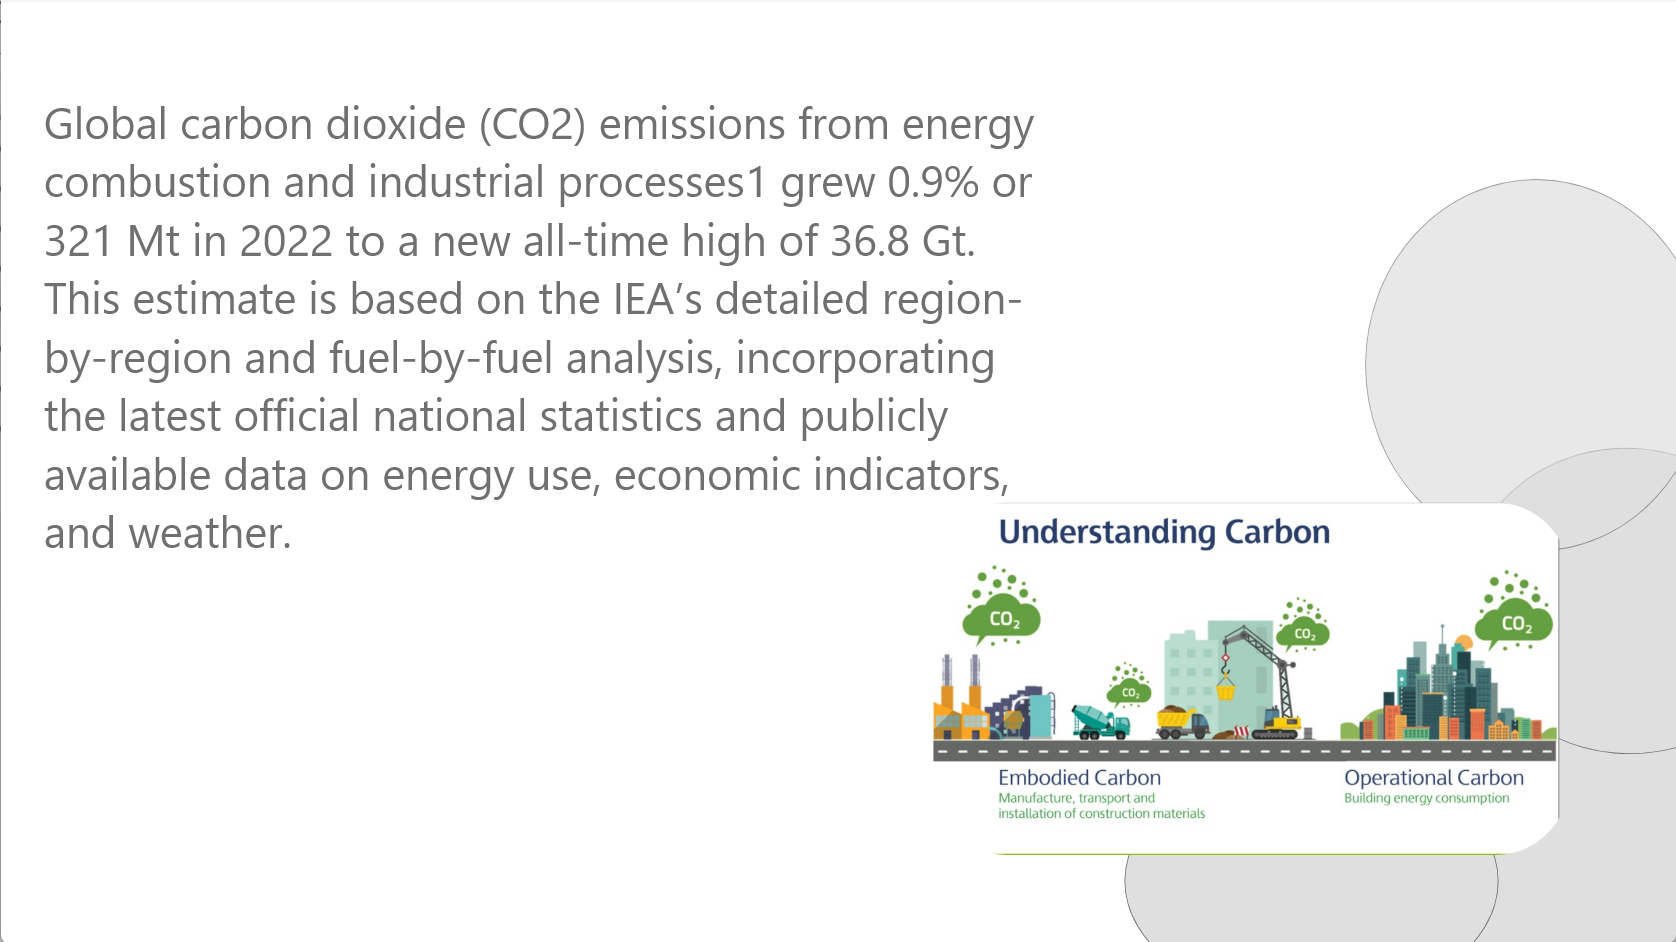 Global carbon dioxide (CO2) emissions from energy
combustion and industrial processes1 grew 0.9% or
321 Mt in 2022 to a new all-time high of 36.8 Gt.
This estimate is based on the IEA’s detailed region-
by-region and fuel-by-fuel analysis, incorporating
the latest official national statistics and publicly
available data on energy use, economic indicators,
and weather.
Understanding Carbon
CO₂
CO₂
CO₂
CO₂
Embodied Carbon
Manufacture, transport and
installation of construction materials
Operational Carbon
Building energy consumption